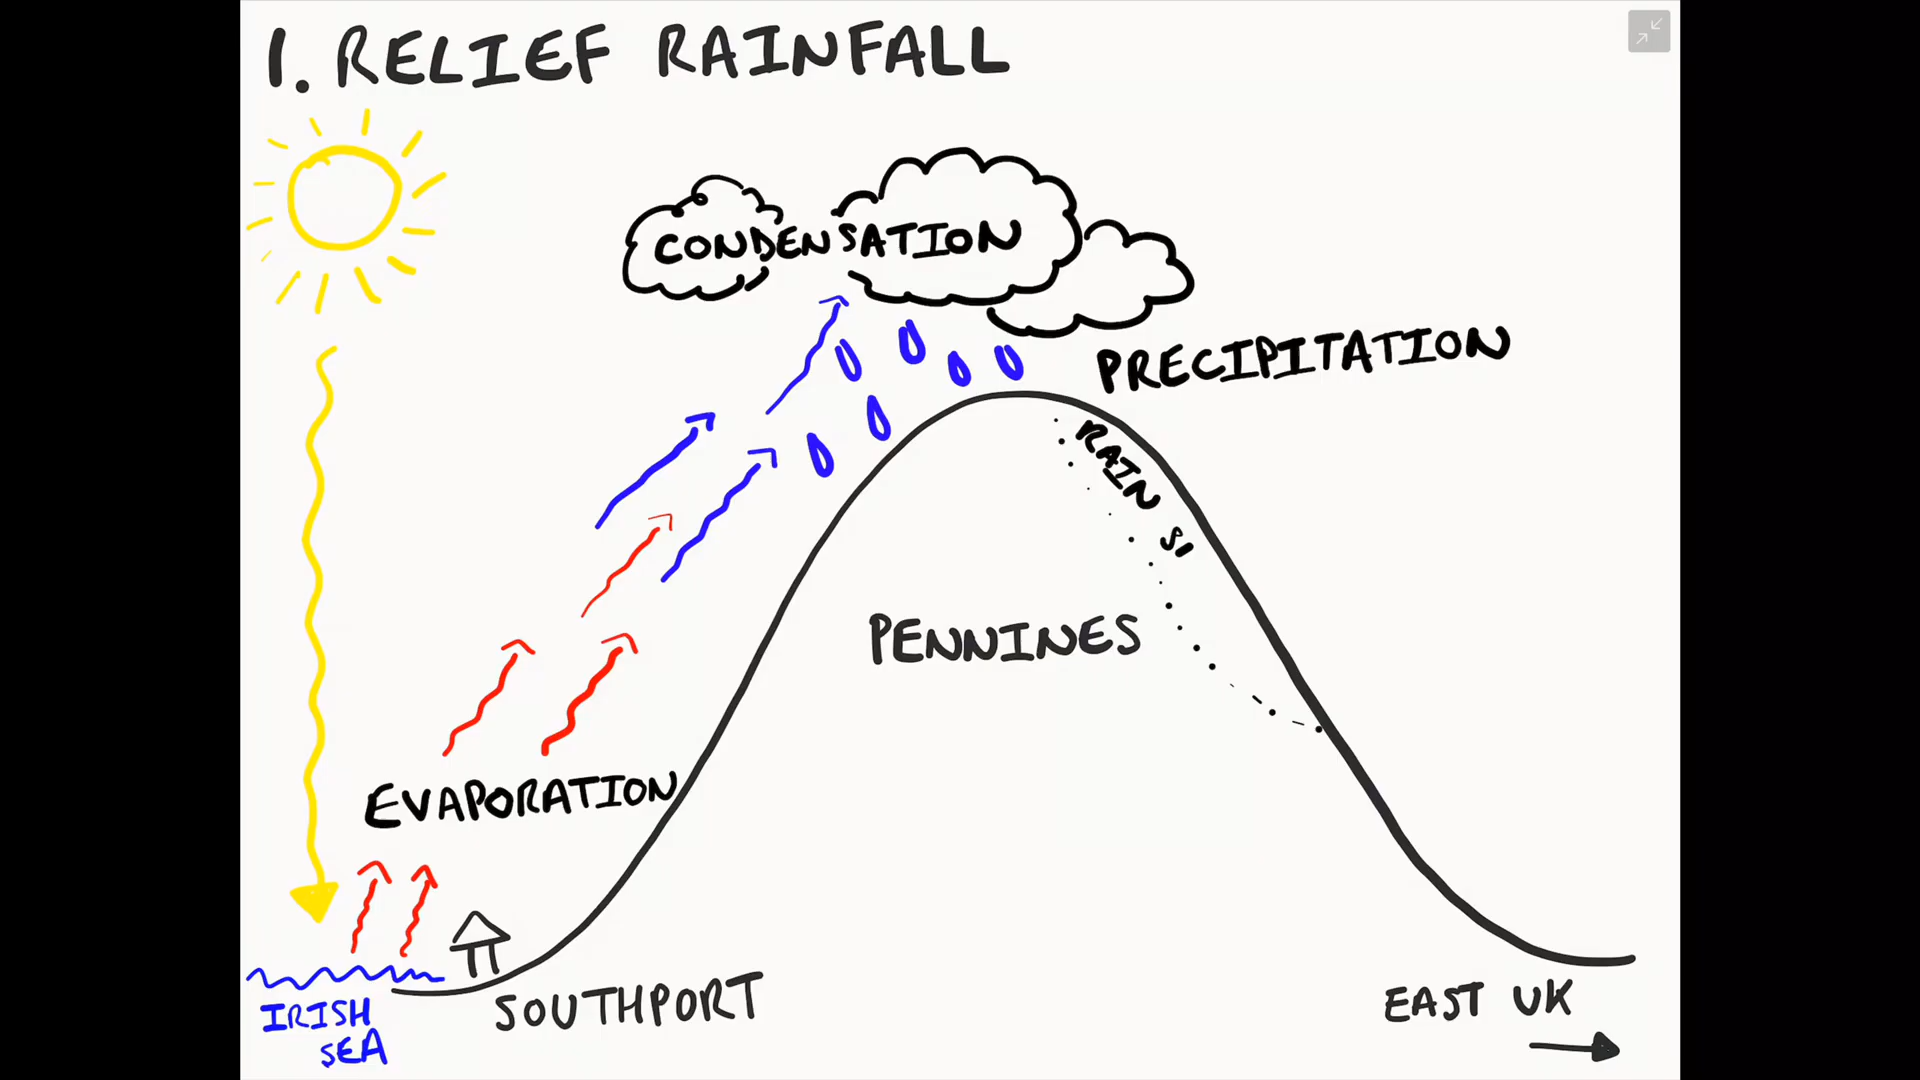 1. RELIEF RAINFALL
CONDENSATION
PRECIPITATION
RAIN
PENNINES
EVAPORATION
SOUTHPORT
IRISH
SEA
EAST UK